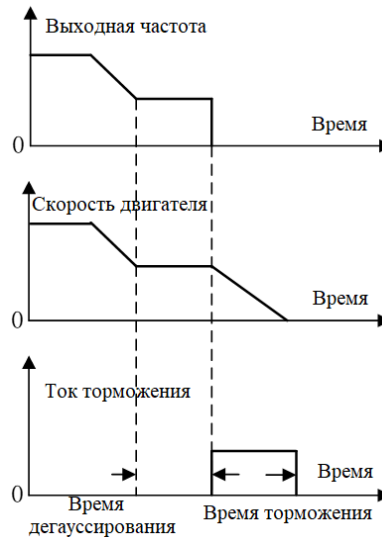 Выходная частота
Время
0
Скорость двигателя
Время
0
Ток торможения
Время
0
Время
дегауссирования
Время торможения